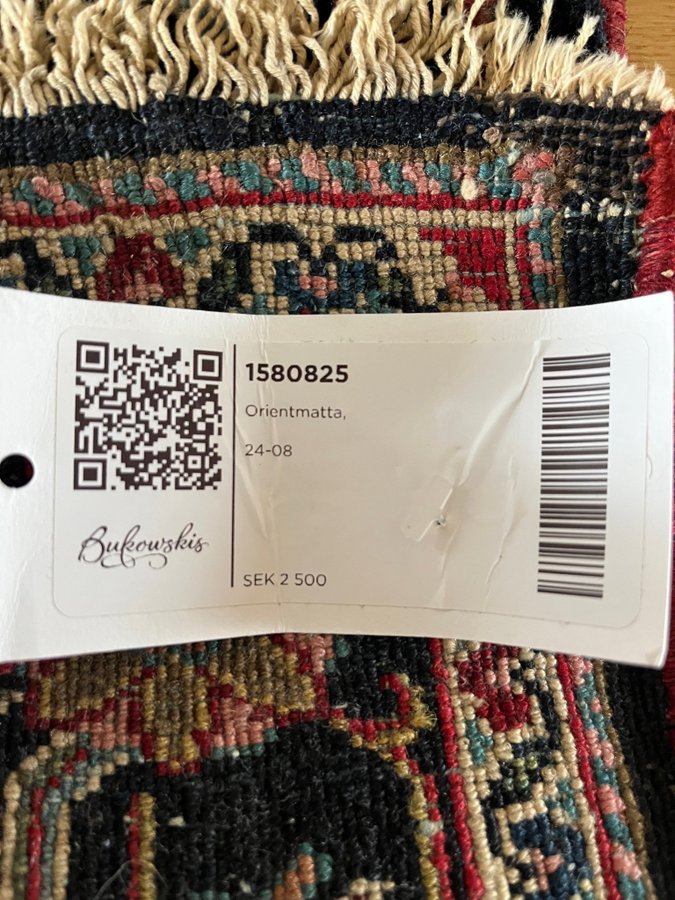 1580825
Orientmatta,
24-08
Bukowskis
SEK 2 500